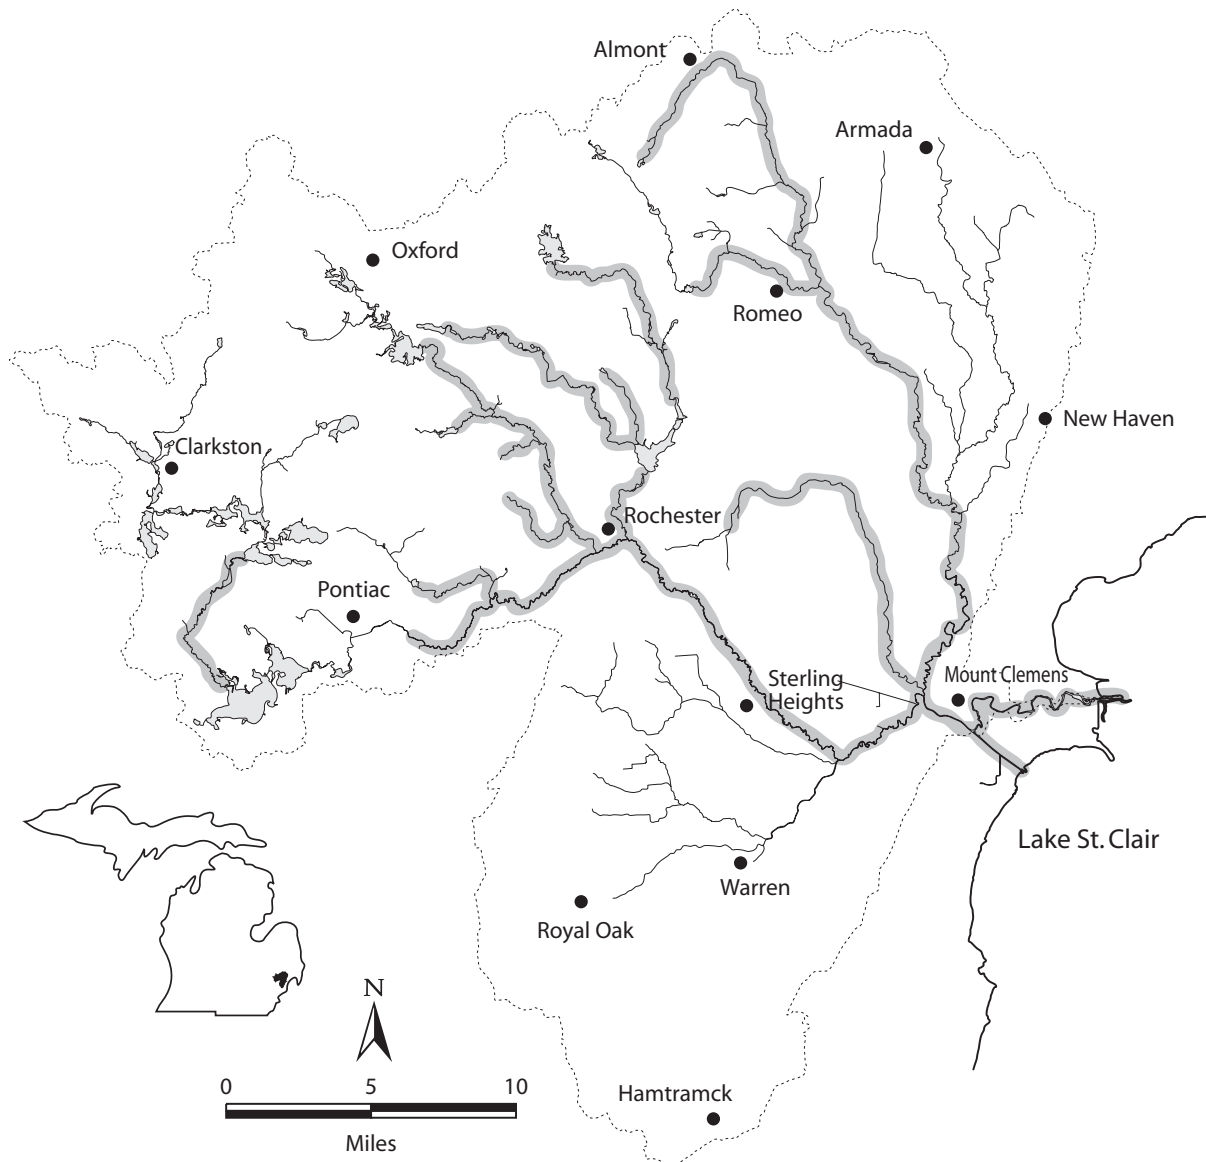 Almont
Armada
Oxford
Romeo
New Haven
Clarkston
Rochester
Pontiac
Mount Clemens
Sterling
Heights
Lake St. Clair
Warren
Royal Oak
N
0 5 10
Miles
Hamtramck